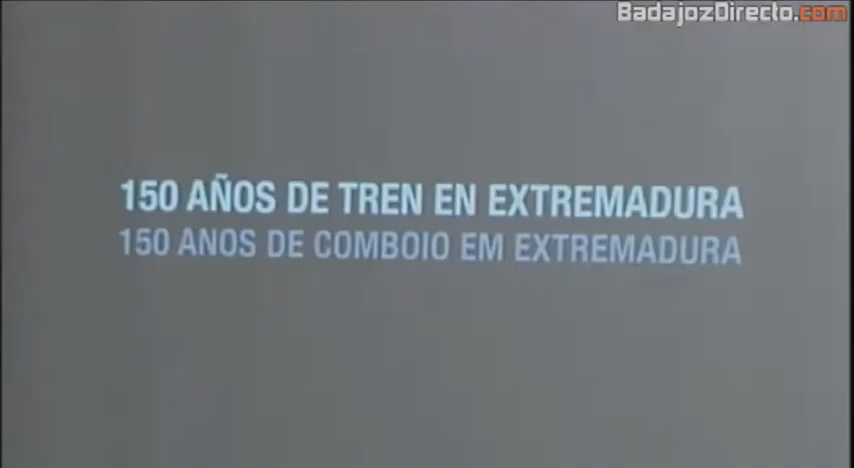 BadajozDirecto.com
150 AÑOS DE TREN EN EXTREMADURA
150 ANOS DE COMBOIO EM EXTREMADURA